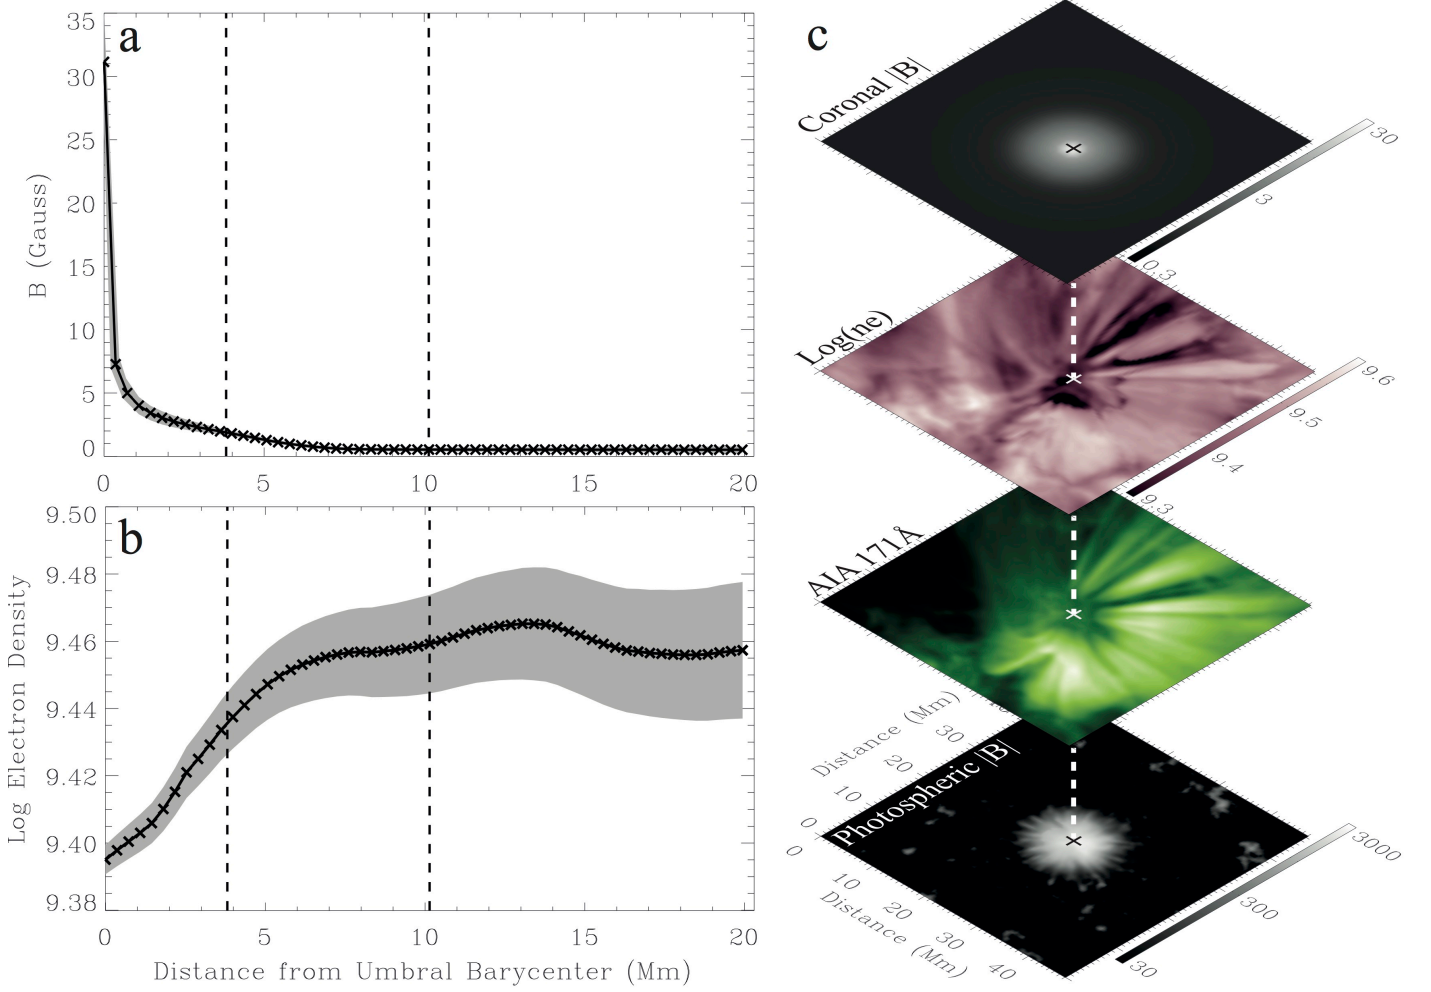 a
35
30
25
20
15
10
5
0
B (Gauss)
0 5 10 15 20
b
9.50
9.48
9.46
9.44
9.42
9.40
9.38
Log Electron Density
0 5 10 15 20
Distance from Umbral Barycenter (Mm)
c
Coronal |B|
30
3
0.3
Log(ne)
9.6
9.5
9.4
9.3
AIA 171Å
Distance (Mm)
30
20
10
0
Photospheric |B|
3000
300
30
0
10
20
30
40
Distance (Mm)